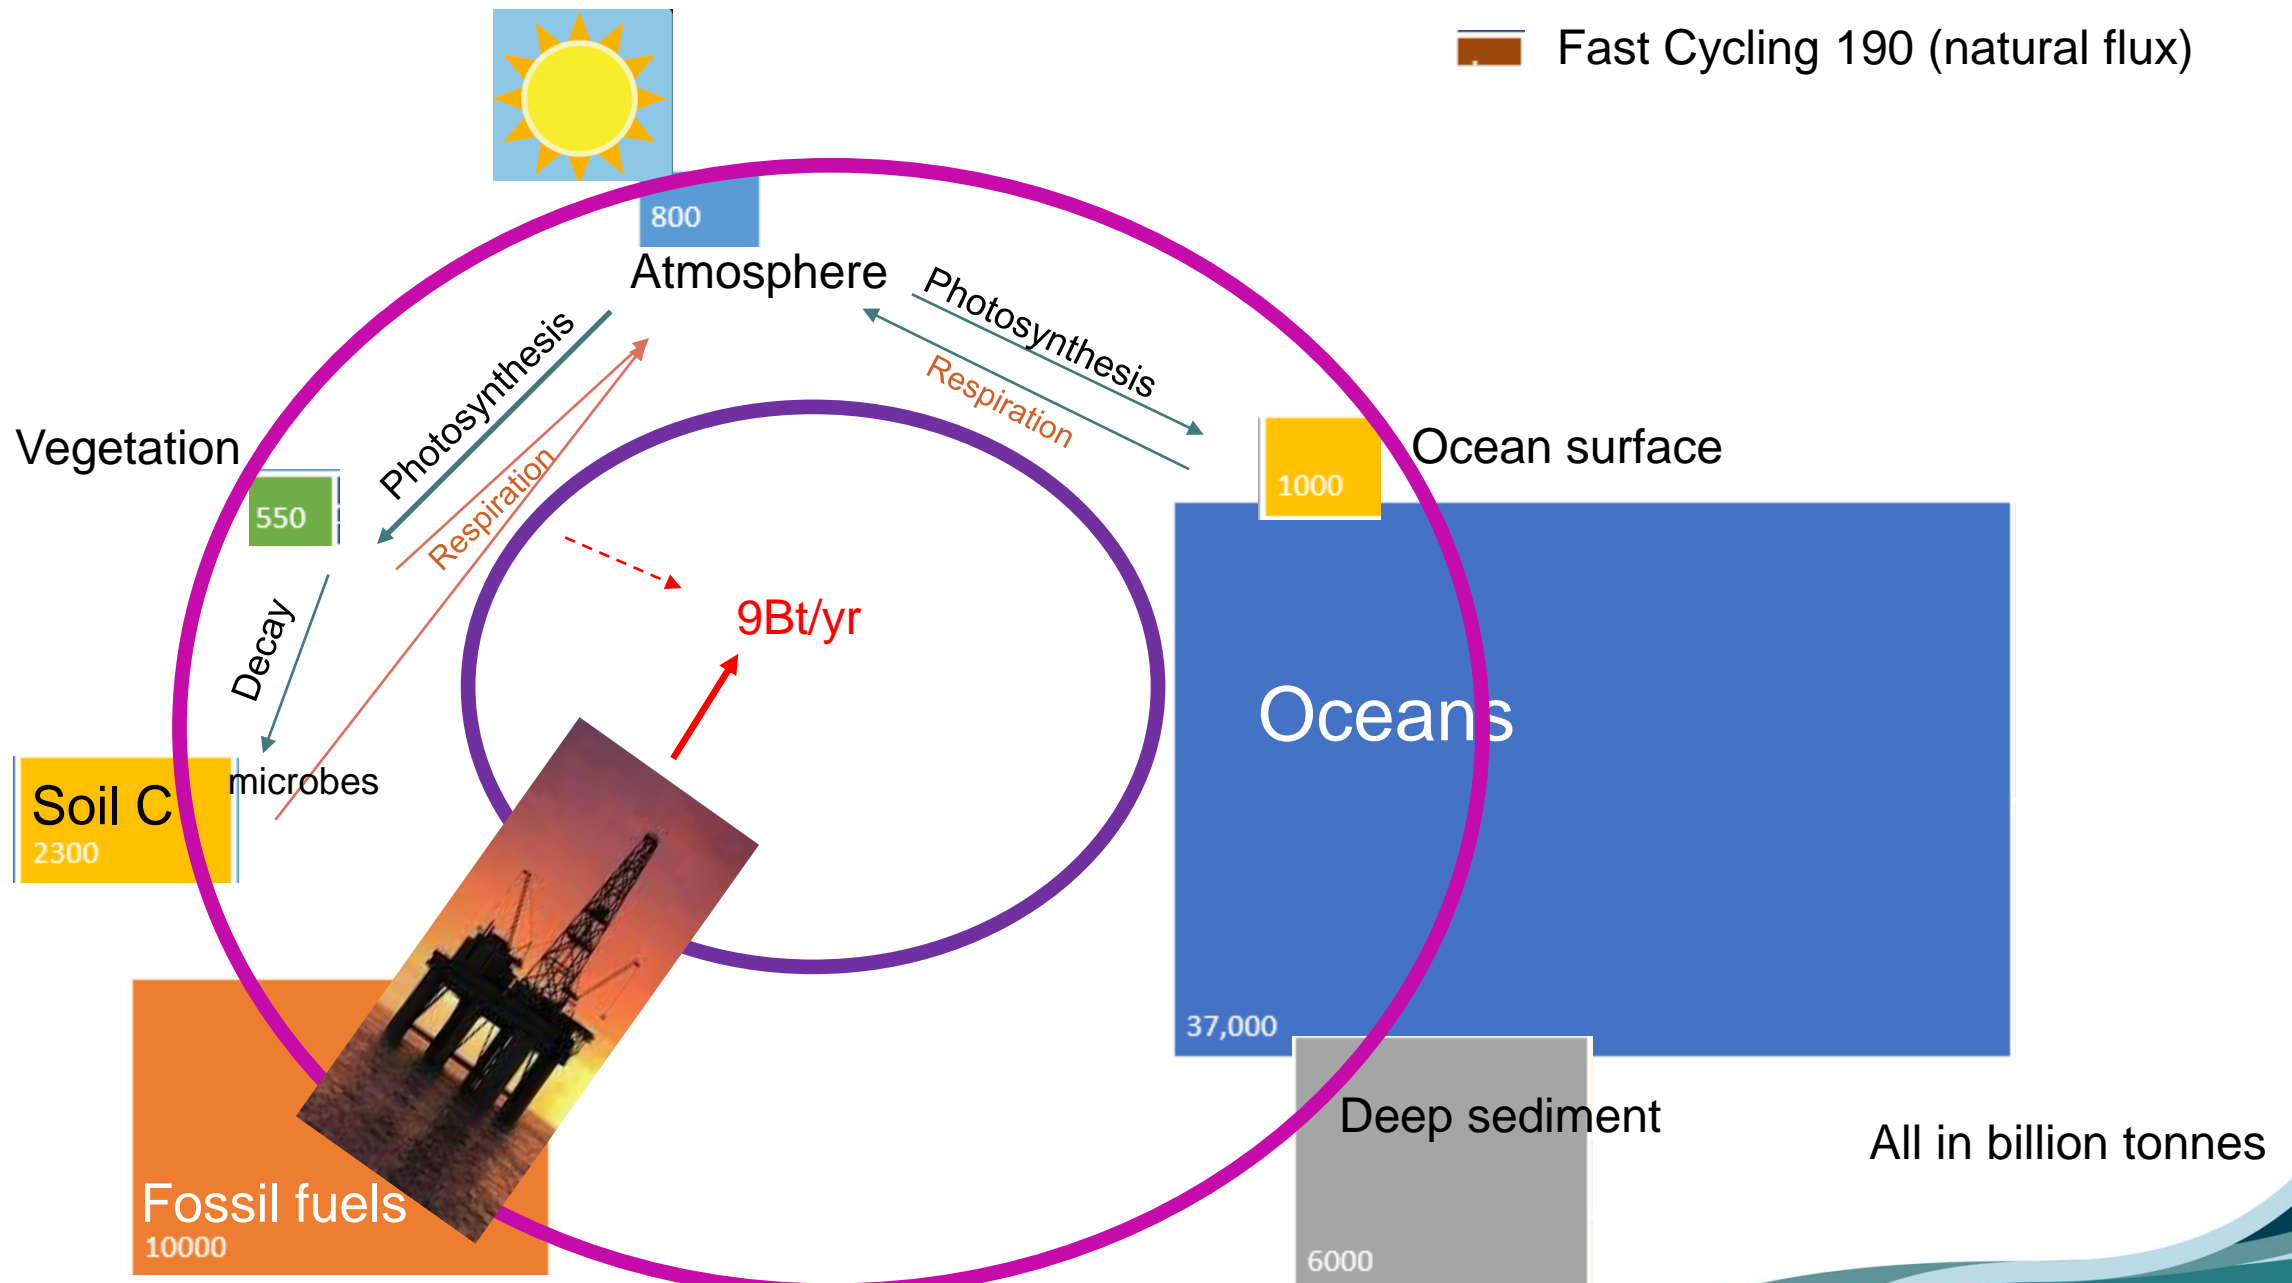 Fast Cycling 190 (natural flux)
800
Atmosphere
Photosynthesis
Respiration
Photosynthesis
Respiration
Vegetation
550
Ocean surface
1000
Decay
9Bt/yr
Oceans
microbes
Soil C
2300
37,000
Deep sediment
All in billion tonnes
Fossil fuels
10000
6000